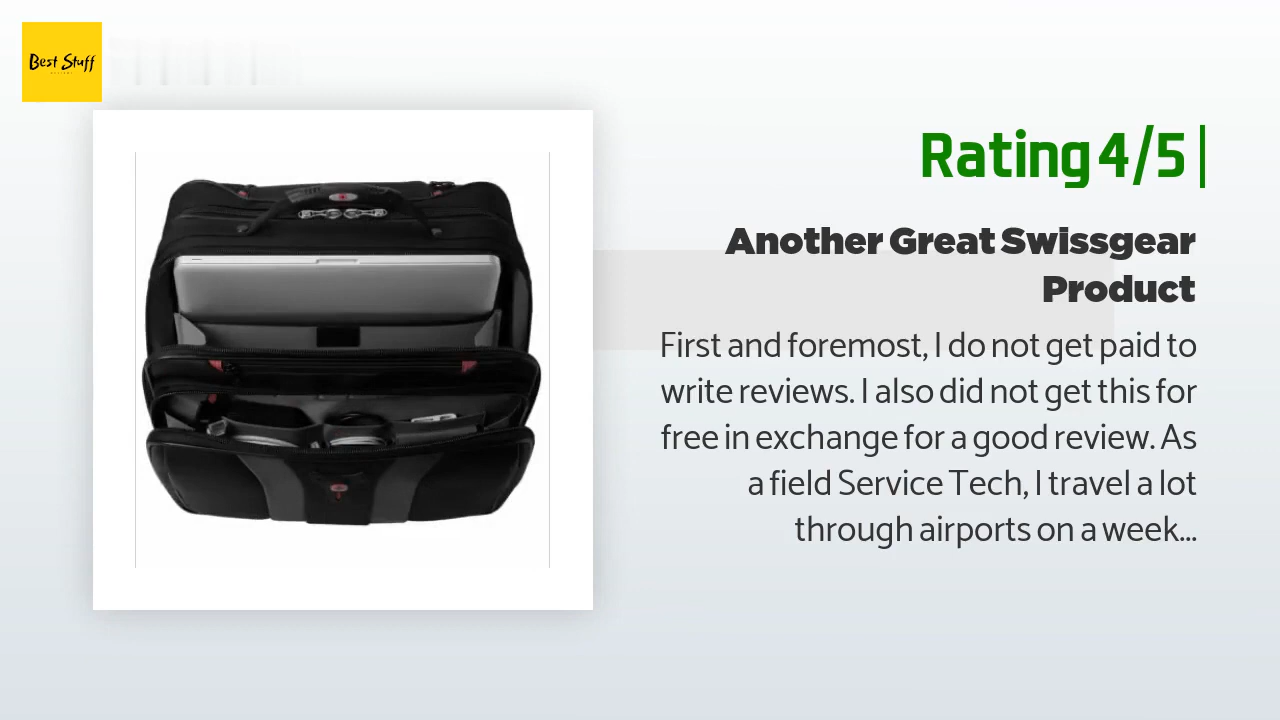 Best Stuff
Rating 4/5
Another Great Swissgear
Product
First and foremost, I do not get paid to
write reviews. I also did not get this for
free in exchange for a good review. As
a field Service Tech, I travel a lot
through airports on a week...